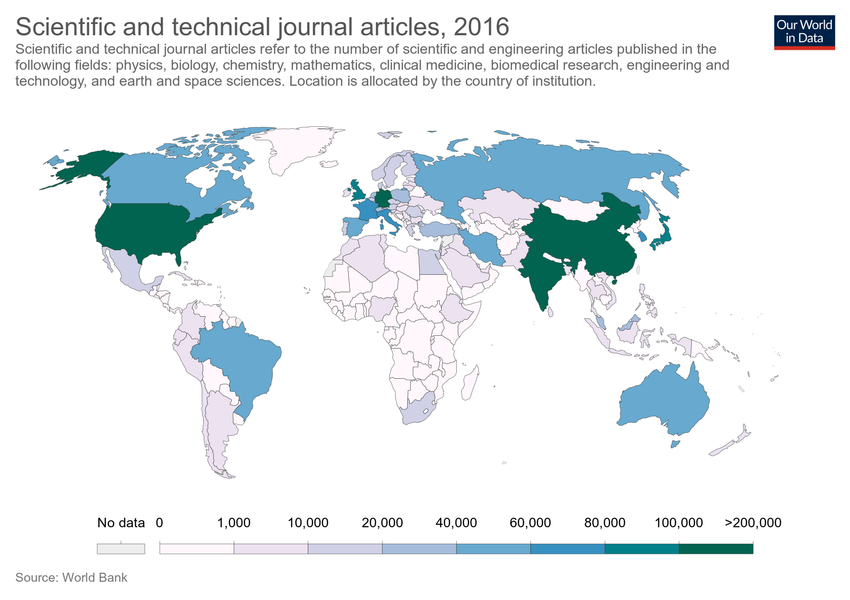 Scientific and technical journal articles, 2016
Our World
in Data
Scientific and technical journal articles refer to the number of scientific and engineering articles published in the
following fields: physics, biology, chemistry, mathematics, clinical medicine, biomedical research, engineering and
technology, and earth and space sciences. Location is allocated by the country of institution.
No data 0 1,000 10,000 20,000 40,000 60,000 80,000 100,000 >200,000
Source: World Bank